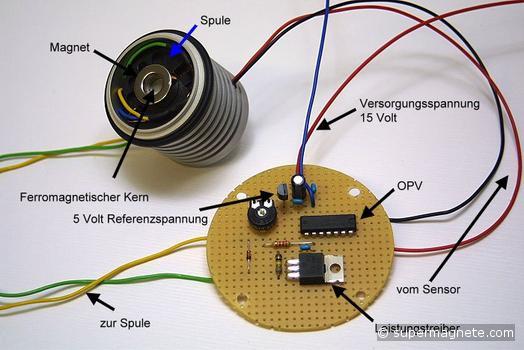 Spule
Magnet
Versorgungsspannung
15 Volt
Ferromagnetischer Kern
OPV
5 Volt Referenzspannung
vom Sensor
zur Spule
Leistungstreiber
© supermagnete.com